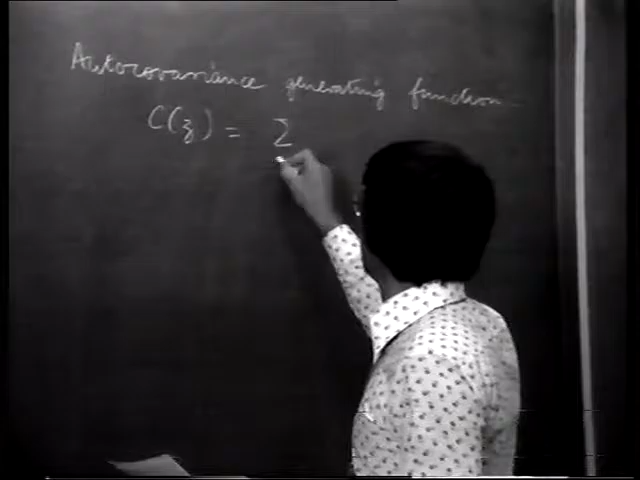 Autocovariance generating function
C(z) = Σ